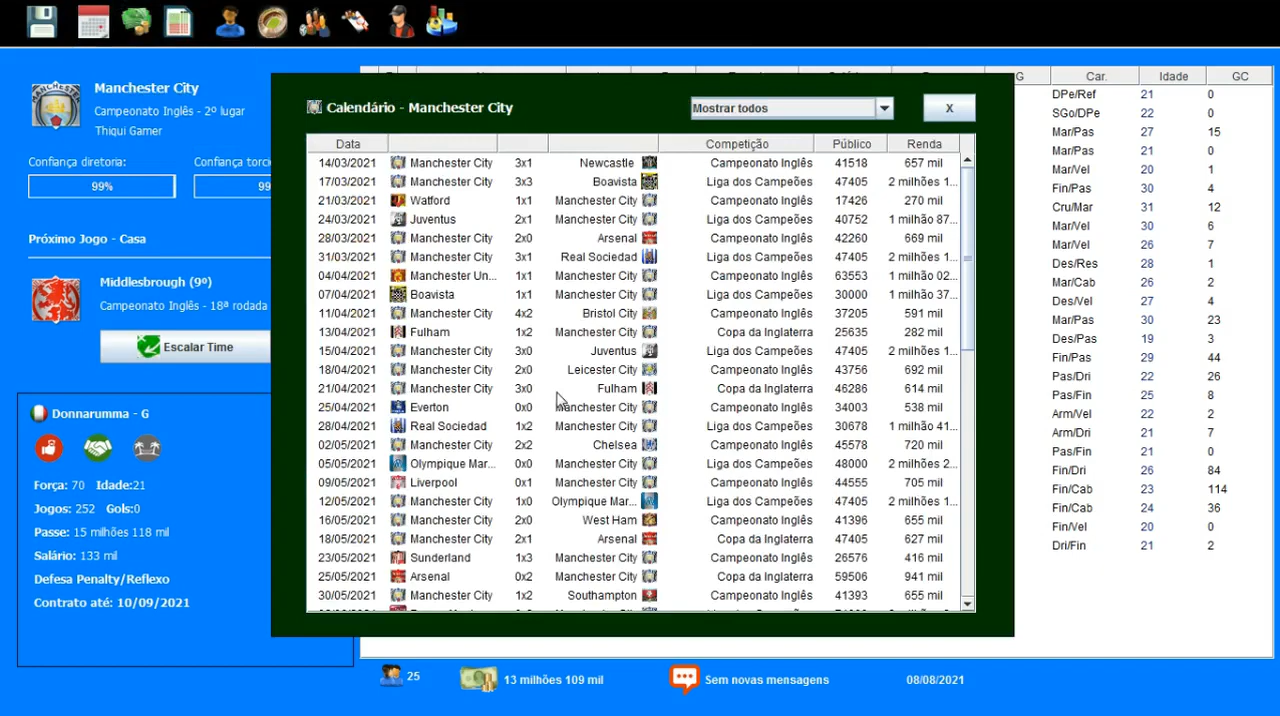 Manchester City
Campeonato Inglês - 2º lugar
Thiqui Gamer
Confiança diretoria:
99%
Confiança torcid
99
Próximo Jogo - Casa
Middlesbrough (9º)
Campeonato Inglês - 18ª rodada
Escalar Time
Donnarumma - G
Força: 70 Idade:21
Jogos: 252 Gols:0
Passe: 15 milhões 118 mil
Salário: 133 mil
Defesa Penalty/Reflexo
Contrato até: 10/09/2021
Calendário - Manchester City
Mostrar todos
X
Data Competição Público Renda
14/03/2021 Manchester City 3x1 Newcastle Campeonato Inglês 41518 657 mil
17/03/2021 Manchester City 3x3 Boavista Liga dos Campeões 47405 2 milhões 1...
21/03/2021 Watford 1x1 Manchester City Campeonato Inglês 17426 270 mil
24/03/2021 Juventus 2x1 Manchester City Liga dos Campeões 40752 1 milhão 87...
28/03/2021 Manchester City 2x0 Arsenal Campeonato Inglês 42260 669 mil
31/03/2021 Manchester City 3x1 Real Sociedad Liga dos Campeões 47405 2 milhões 1...
04/04/2021 Manchester Un... 1x1 Manchester City Campeonato Inglês 63553 1 milhão 02...
07/04/2021 Boavista 1x1 Manchester City Liga dos Campeões 30000 1 milhão 37...
11/04/2021 Manchester City 4x2 Bristol City Campeonato Inglês 37205 591 mil
13/04/2021 Fulham 1x2 Manchester City Copa da Inglaterra 25635 282 mil
15/04/2021 Manchester City 3x0 Juventus Liga dos Campeões 47405 2 milhões 1...
18/04/2021 Manchester City 2x0 Leicester City Campeonato Inglês 43756 692 mil
21/04/2021 Manchester City 3x0 Fulham Copa da Inglaterra 46286 614 mil
25/04/2021 Everton 0x0 Manchester City Campeonato Inglês 34003 538 mil
28/04/2021 Real Sociedad 1x2 Manchester City Liga dos Campeões 30678 1 milhão 41...
02/05/2021 Manchester City 2x2 Chelsea Campeonato Inglês 45578 720 mil
05/05/2021 Olympique Mar... 0x0 Manchester City Liga dos Campeões 48000 2 milhões 2...
09/05/2021 Liverpool 0x1 Manchester City Campeonato Inglês 44555 705 mil
12/05/2021 Manchester City 1x0 Olympique Mar... Liga dos Campeões 47405 2 milhões 1...
16/05/2021 Manchester City 2x0 West Ham Campeonato Inglês 41396 655 mil
18/05/2021 Manchester City 2x1 Arsenal Copa da Inglaterra 47405 627 mil
23/05/2021 Sunderland 1x3 Manchester City Campeonato Inglês 26576 416 mil
25/05/2021 Arsenal 0x2 Manchester City Copa da Inglaterra 59506 941 mil
30/05/2021 Manchester City 1x2 Southampton Campeonato Inglês 41393 655 mil
G Car. Idade GC
DPe/Ref 21 0
SGo/DPe 22 0
Mar/Pas 27 15
Mar/Pas 21 0
Mar/Vel 20 1
Fin/Pas 30 4
Cru/Mar 31 12
Mar/Vel 30 6
Mar/Vel 26 7
Des/Res 28 1
Mar/Cab 26 2
Des/Vel 27 4
Mar/Pas 30 23
Des/Pas 19 3
Fin/Pas 29 44
Pas/Dri 22 26
Pas/Fin 25 8
Arm/Vel 22 2
Arm/Dri 21 7
Pas/Fin 21 0
Fin/Dri 26 84
Fin/Cab 23 114
Fin/Cab 24 36
Fin/Vel 20 0
Dri/Fin 21 2
25
13 milhões 109 mil
Sem novas mensagens
08/08/2021